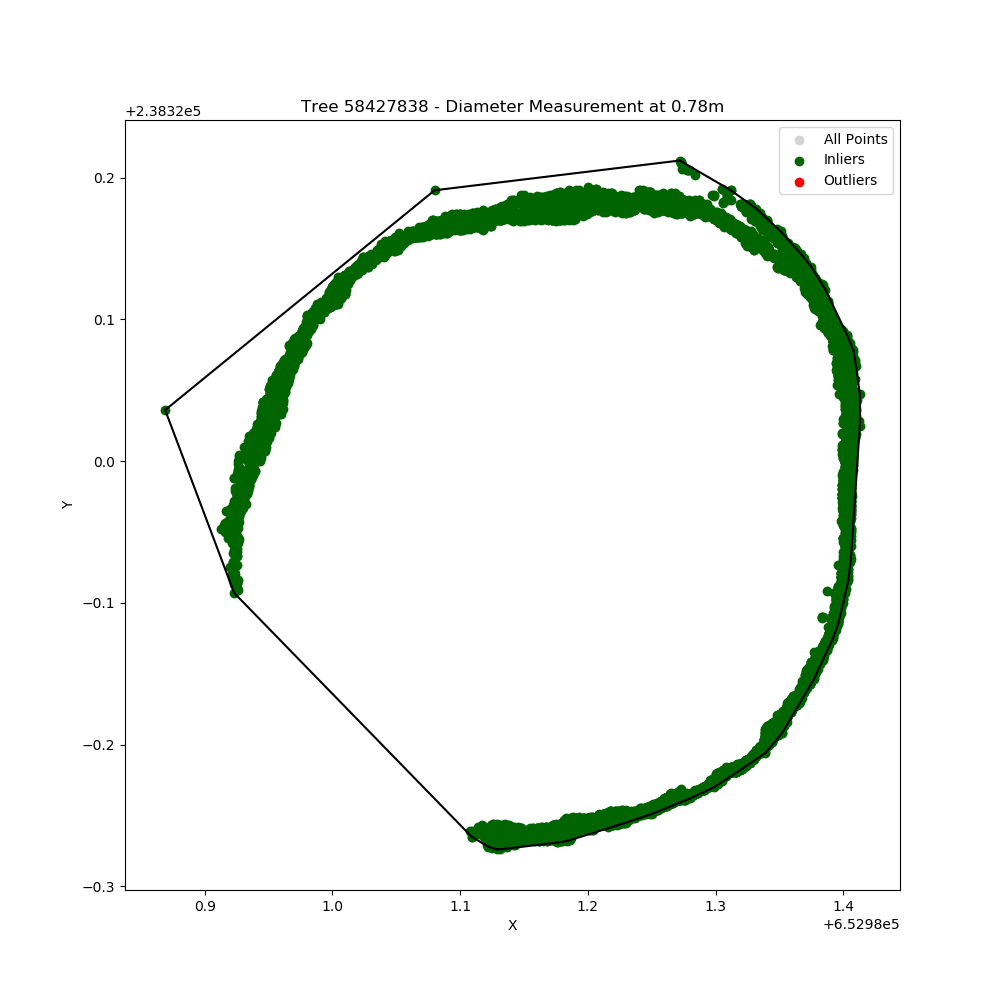 Tree 58427838 - Diameter Measurement at 0.78m
+2.3832e5
All Points
Inliers
Outliers
0.2
0.1
0.0
−0.1
−0.2
−0.3
Y
0.9
1.0
1.1
1.2
1.3
1.4
X
+6.5298e5